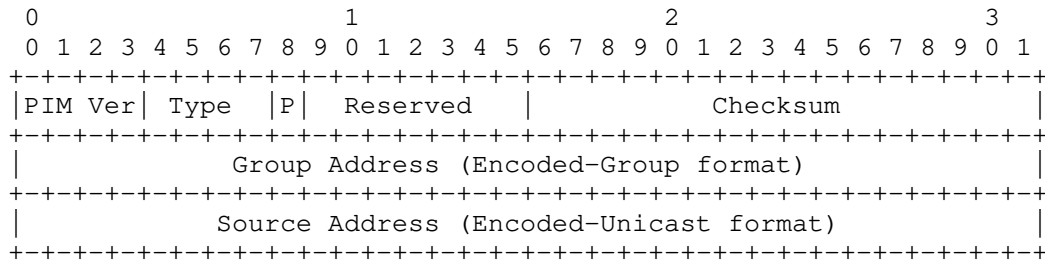 0                   1                   2                   3
 0 1 2 3 4 5 6 7 8 9 0 1 2 3 4 5 6 7 8 9 0 1 2 3 4 5 6 7 8 9 0 1
+-+-+-+-+-+-+-+-+-+-+-+-+-+-+-+-+-+-+-+-+-+-+-+-+-+-+-+-+-+-+-+-+
|PIM Ver| Type  |P|  Reserved   |           Checksum            |
+-+-+-+-+-+-+-+-+-+-+-+-+-+-+-+-+-+-+-+-+-+-+-+-+-+-+-+-+-+-+-+-+
|             Group Address (Encoded-Group format)              |
+-+-+-+-+-+-+-+-+-+-+-+-+-+-+-+-+-+-+-+-+-+-+-+-+-+-+-+-+-+-+-+-+
|            Source Address (Encoded-Unicast format)            |
+-+-+-+-+-+-+-+-+-+-+-+-+-+-+-+-+-+-+-+-+-+-+-+-+-+-+-+-+-+-+-+-+